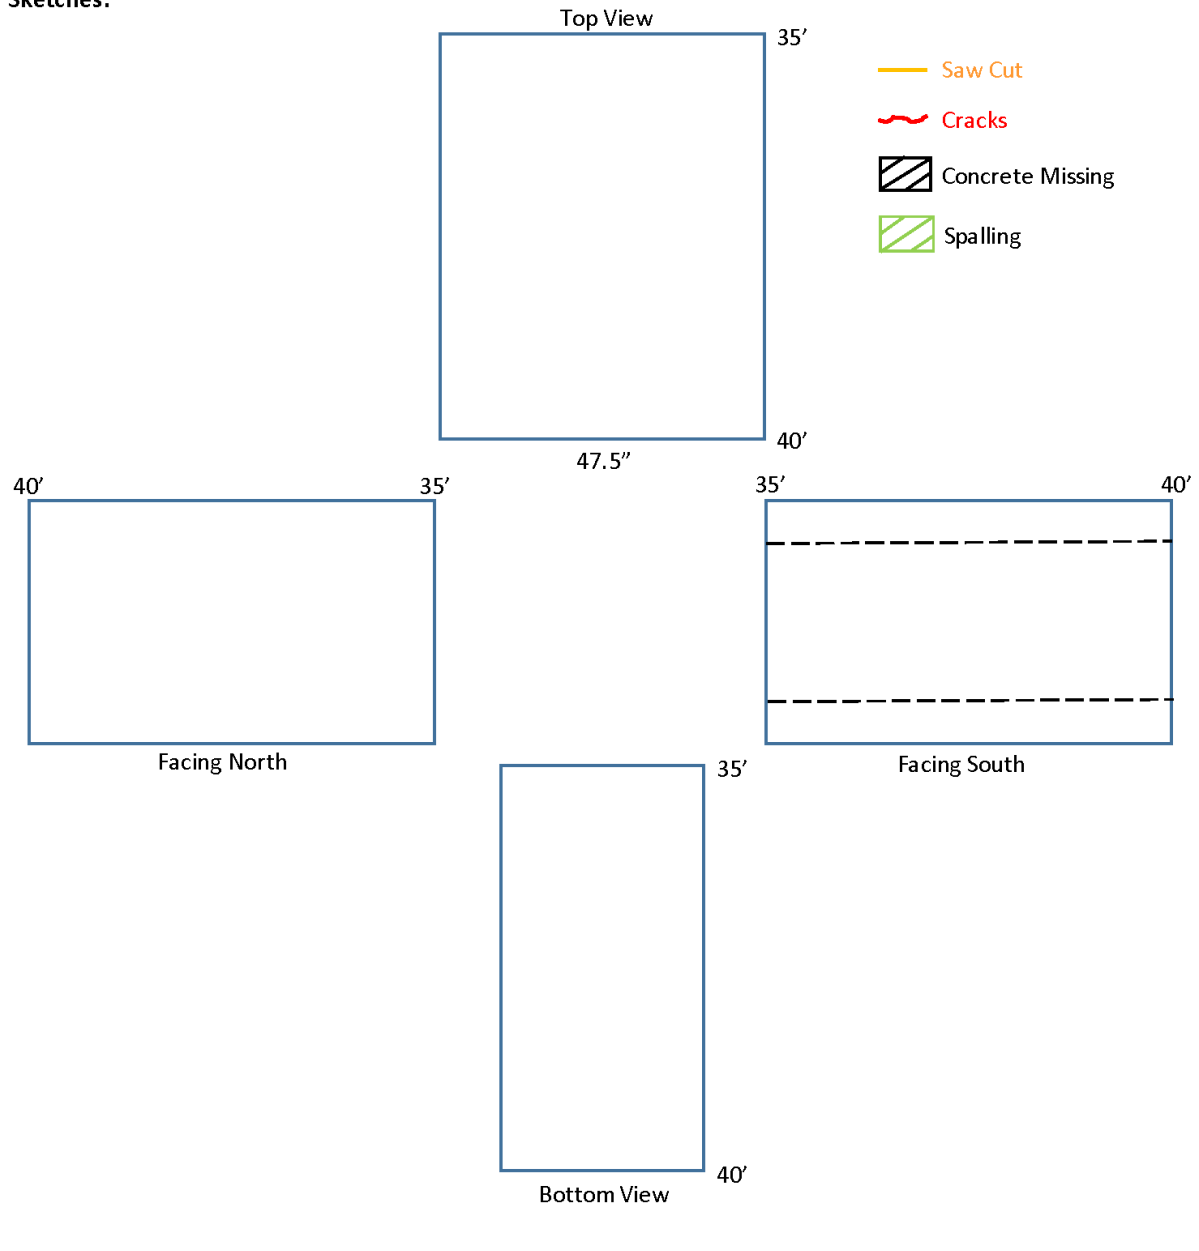 Sketches:
Top View
35’
Saw Cut
Cracks
Concrete Missing
Spalling
40’
47.5”
40’
35’
35’
40’
Facing North
Facing South
35’
40’
Bottom View